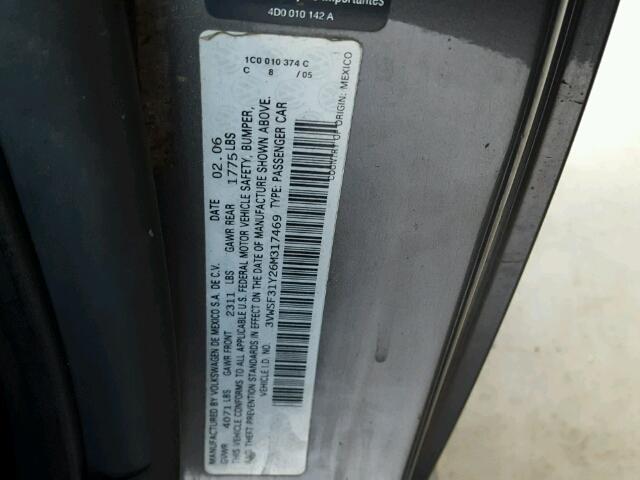 importantes
4D0 010 142 A
1C0 010 374 C
C 8 / 05
MANUFACTURED BY VOLKSWAGEN DE MEXICO S.A. DE C.V. DATE 02.06
GVWR 4071 LBS GAWR FRONT 2311 LBS GAWR REAR 1775 LBS
THIS VEHICLE CONFORMS TO ALL APPLICABLE U.S. FEDERAL MOTOR VEHICLE SAFETY, BUMPER,
AND THEFT PREVENTION STANDARDS IN EFFECT ON THE DATE OF MANUFACTURE SHOWN ABOVE.
VEHICLE I.D. NO. 3VWSF31Y26M317469 TYPE: PASSENGER CAR
COUNTRY OF ORIGIN: MEXICO